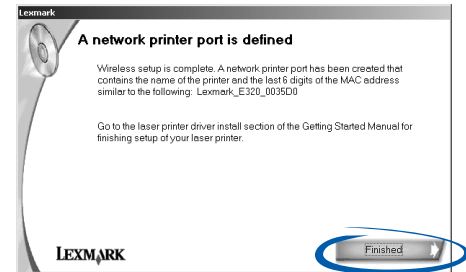 Lexmark
A network printer port is defined
Wireless setup is complete. A network printer port has been created that
contains the name of the printer and the last 6 digits of the MAC address
similar to the following: Lexmark_E320_0035D0
Go to the laser printer driver install section of the Getting Started Manual for
finishing setup of your laser printer.
LEXMARK
Finished